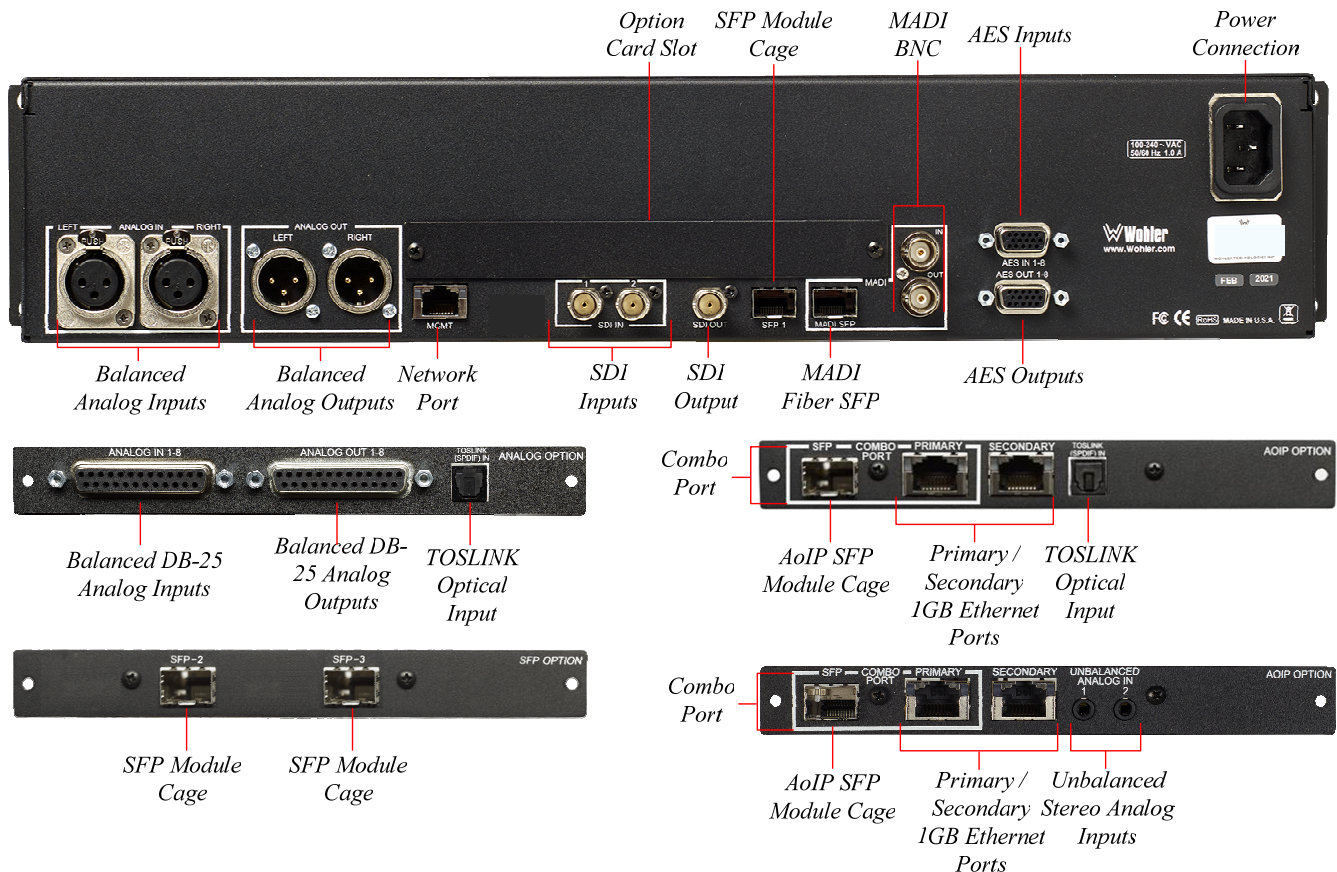 Option
Card Slot
SFP Module
Cage
MADI
BNC
AES Inputs
Power
Connection
100-240 ~ VAC
50/60 Hz 1.0 A
LEFT
ANALOG IN
RIGHT
PUSH
PUSH
ANALOG OUT
LEFT
RIGHT
MGMT
1
2
SDI IN
SDI OUT
SFP 1
MADI SFP
MADI
IN
OUT
AES IN 1-8
AES OUT 1-8
Wohler
www.Wohler.com
FEB
2021
FC CE RoHS MADE IN U.S.A.
Balanced
Analog Inputs
Balanced
Analog Outputs
Network
Port
SDI
Inputs
SDI
Output
MADI
Fiber SFP
AES Outputs
ANALOG IN 1-8
ANALOG OUT 1-8
TOSLINK
(SPDIF) IN
ANALOG OPTION
Balanced DB-25
Analog Inputs
Balanced DB-
25 Analog
Outputs
TOSLINK
Optical
Input
Combo
Port
SFP
COMBO
PORT
PRIMARY
SECONDARY
TOSLINK
(SPDIF) IN
AOIP OPTION
AoIP SFP
Module Cage
Primary /
Secondary
1GB Ethernet
Ports
TOSLINK
Optical
Input
SFP-2
SFP-3
SFP OPTION
SFP Module
Cage
SFP Module
Cage
Combo
Port
SFP
COMBO
PORT
PRIMARY
SECONDARY
UNBALANCED
ANALOG IN
1
2
AOIP OPTION
AoIP SFP
Module Cage
Primary /
Secondary
1GB Ethernet
Ports
Unbalanced
Stereo Analog
Inputs